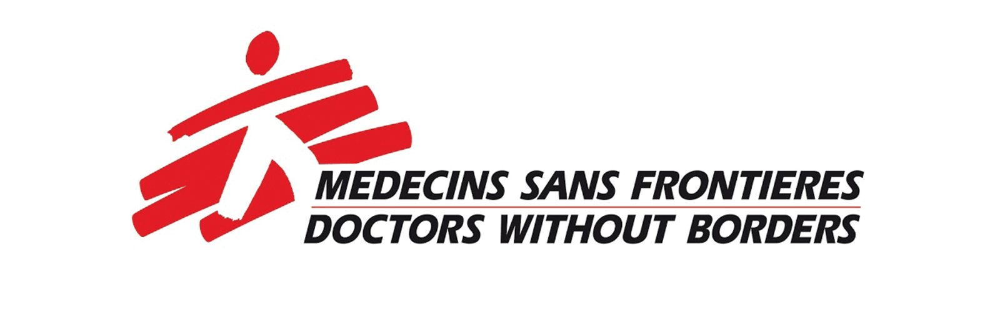 MEDECINS SANS FRONTIERES
DOCTORS WITHOUT BORDERS